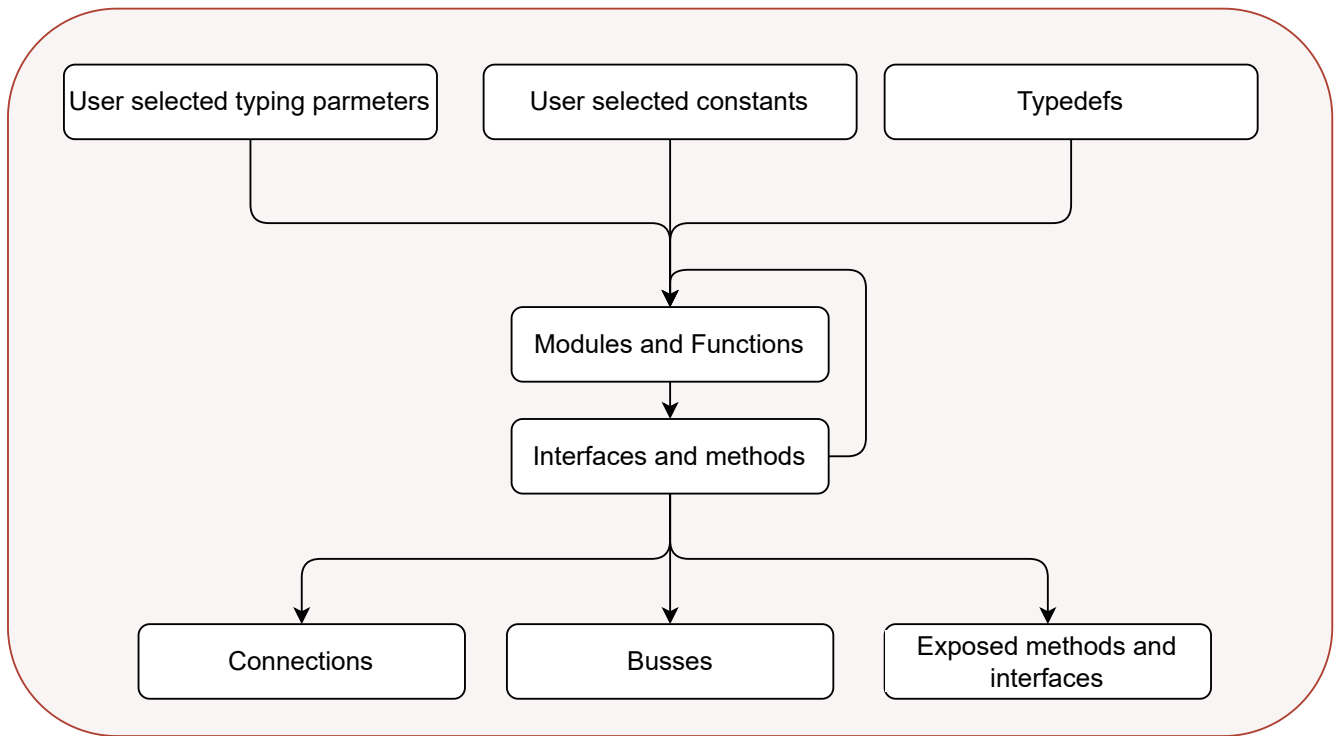 User selected typing parmeters
User selected constants
Typedefs
Modules and Functions
Interfaces and methods
Connections
Busses
Exposed methods and
interfaces